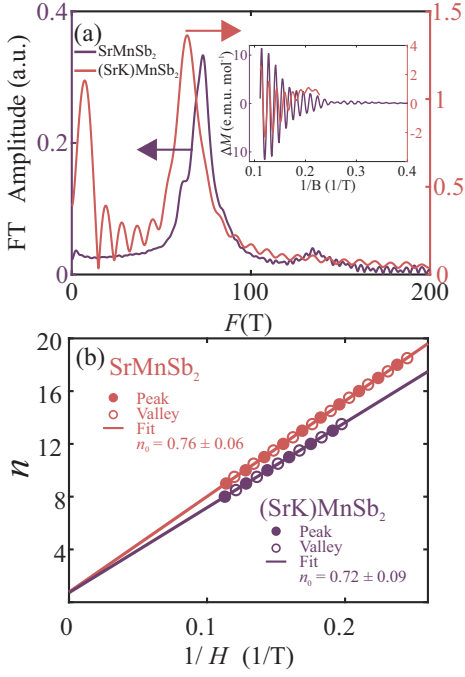 (a)
SrMnSb2
(SrK)MnSb2
FT Amplitude (a.u.)
0.4
0.2
0
1.5
1
0.5
0
0
100
200
F(T)
ΔM (e.m.u. mol-1)
10
0
10
4
2
0
-2
0.1
0.2
0.3
0.4
1/B (1/T)
(b)
SrMnSb2
Peak
Valley
Fit
n0 = 0.76 ± 0.06
(SrK)MnSb2
Peak
Valley
Fit
n0 = 0.72 ± 0.09
n
20
16
12
8
4
0
0.1
0.2
1/ H (1/T)